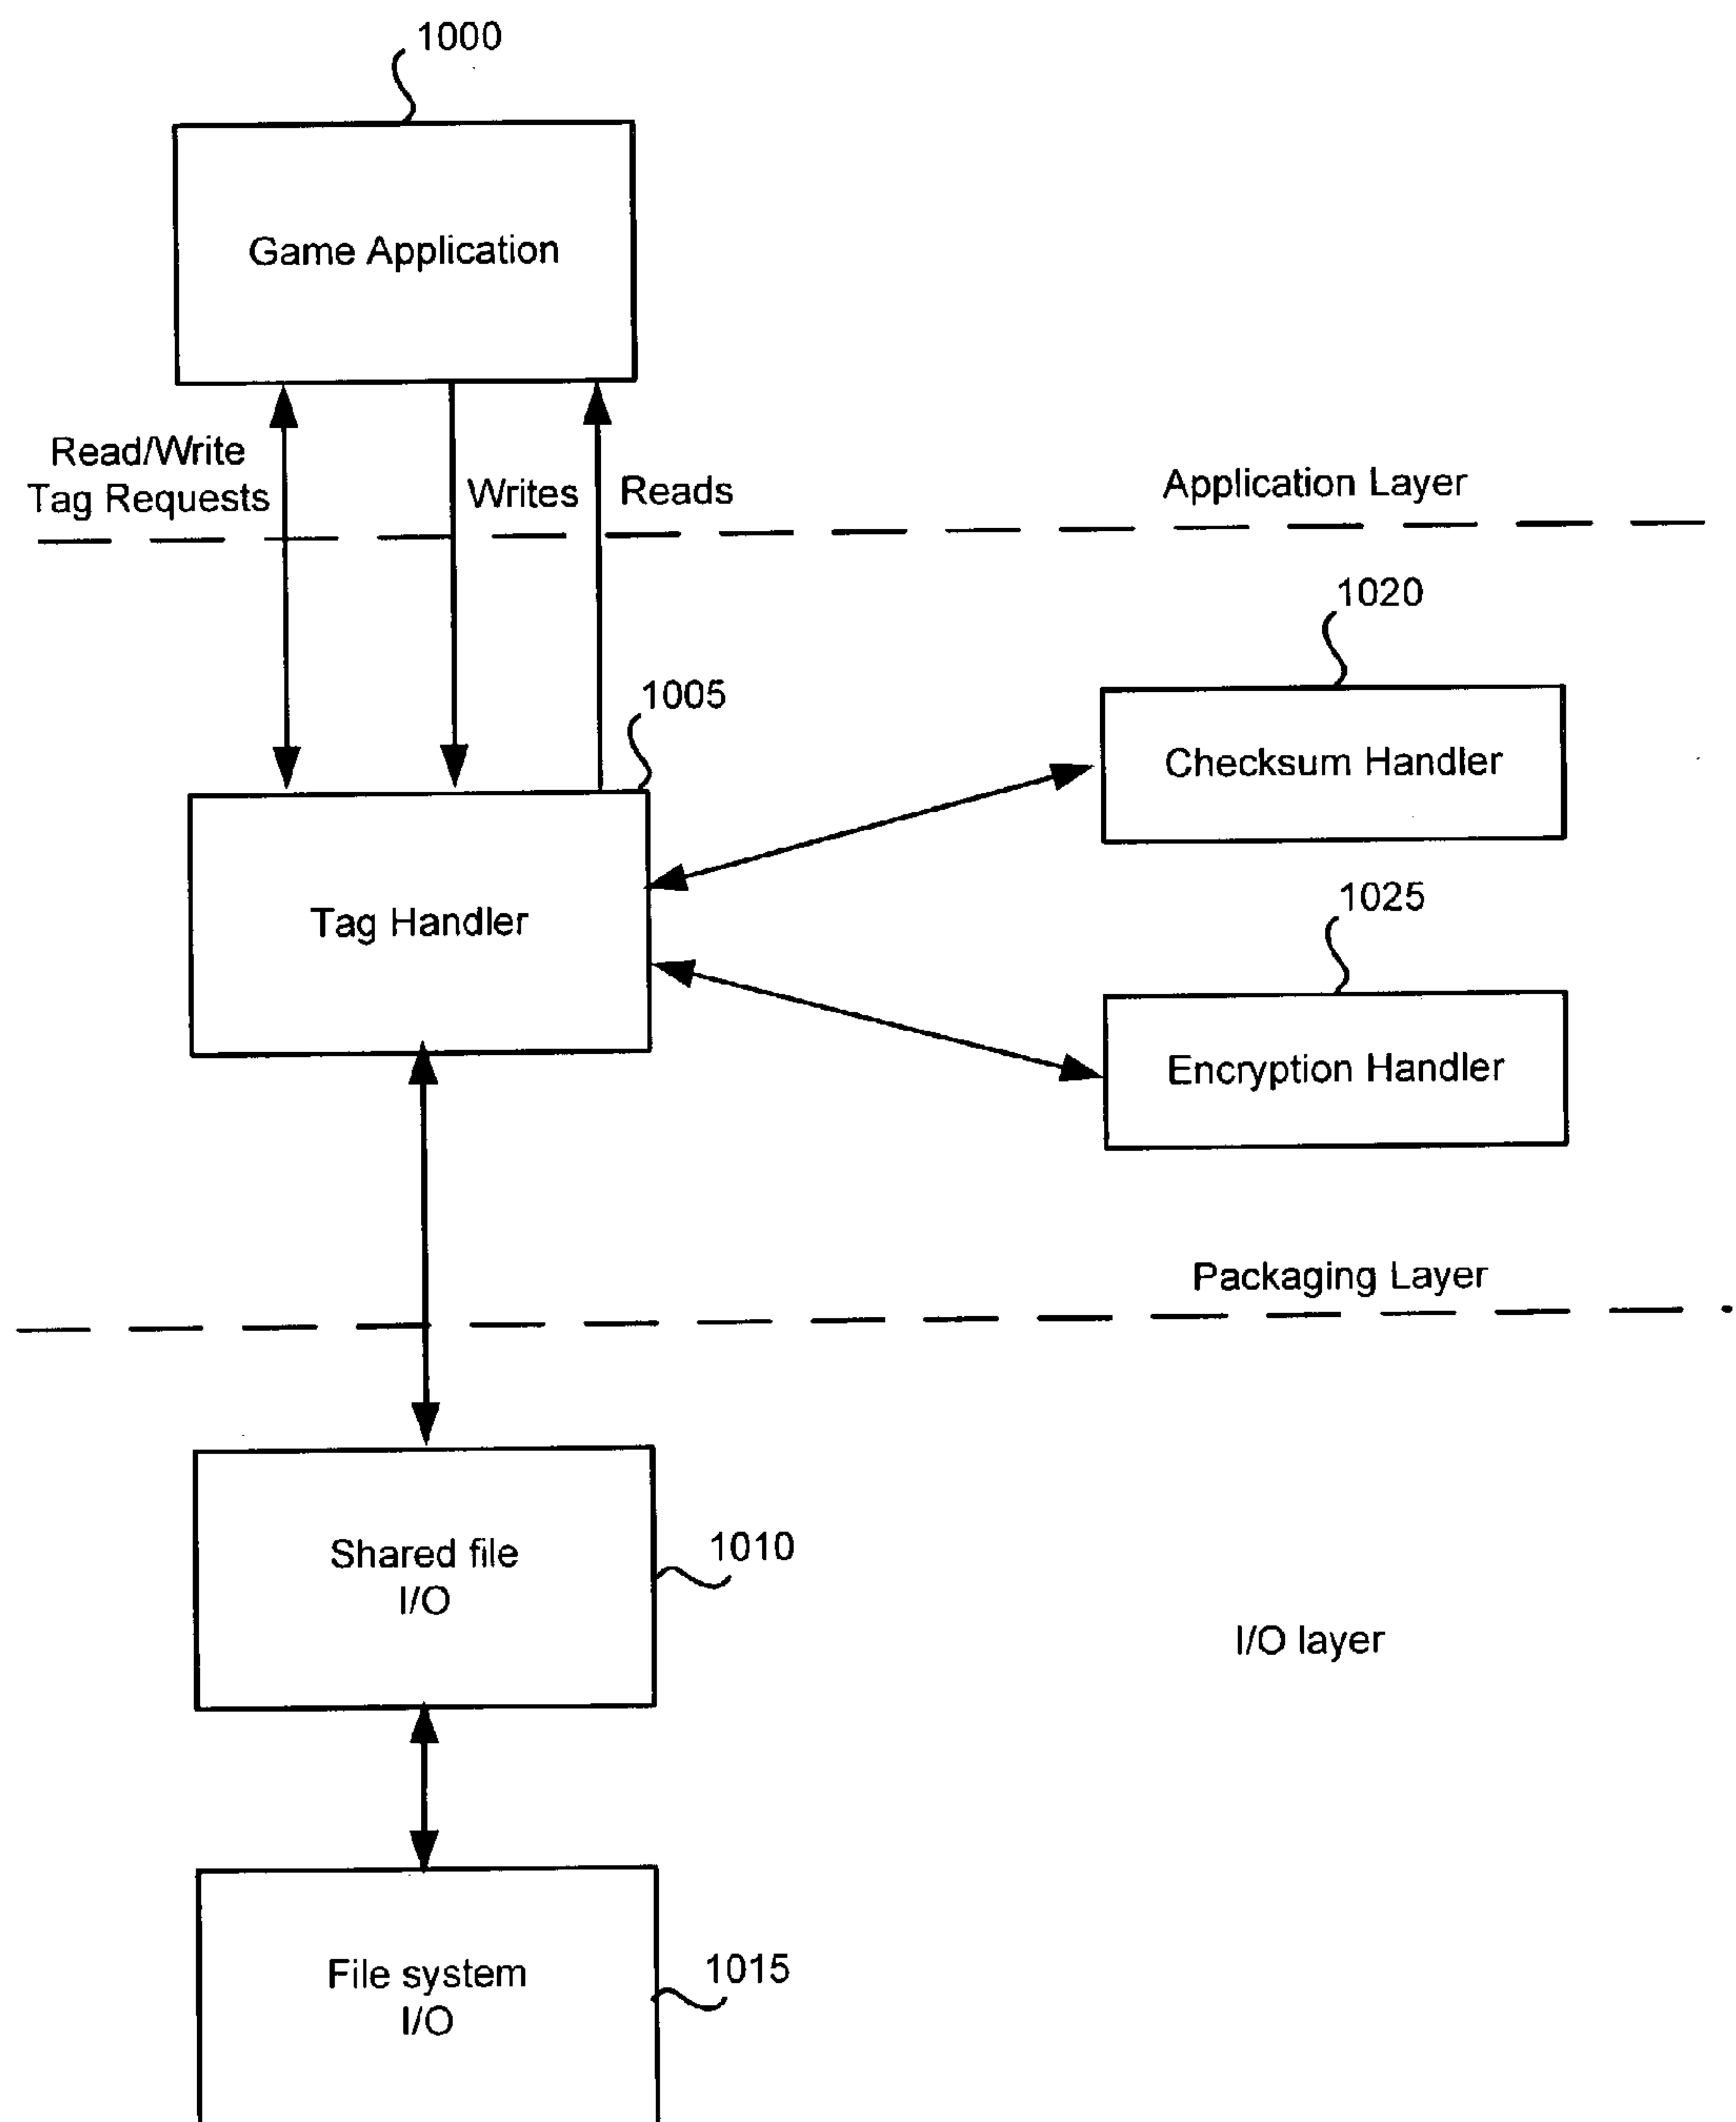 1000
Game Application
Read/Write
Tag Requests
Writes
Reads
Application Layer
1020
Checksum Handler
1005
Tag Handler
1025
Encryption Handler
Packaging Layer
Shared file
I/O
1010
I/O layer
File system
I/O
1015